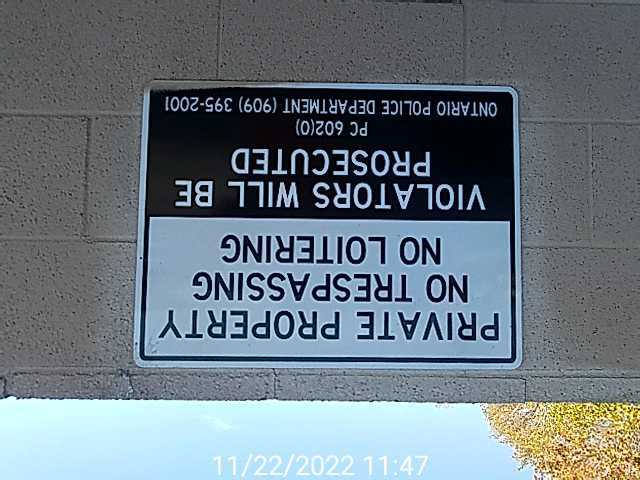 PRIVATE PROPERTY
NO TRESPASSING
NO LOITERING
VIOLATORS WILL BE
PROSECUTED
PC 602(O)
ONTARIO POLICE DEPARTMENT (909) 395-2001
11/22/2022 11:47